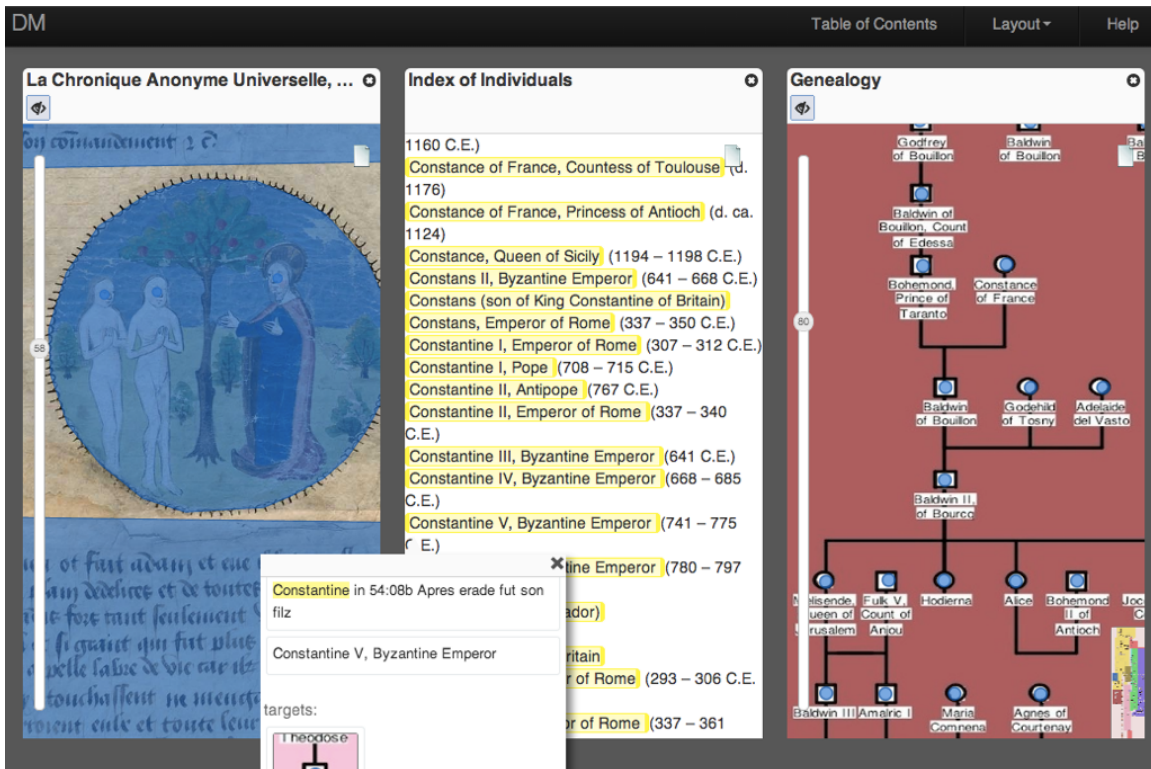 DM
Table of Contents
Layout
Help
La Chronique Anonyme Universelle, ...
58
Index of Individuals
1160 C.E.)
Constance of France, Countess of Toulouse (d.
1176)
Constance of France, Princess of Antioch (d. ca.
1124)
Constance, Queen of Sicily (1194 – 1198 C.E.)
Constans II, Byzantine Emperor (641 – 668 C.E.)
Constans (son of King Constantine of Britain)
Constans, Emperor of Rome (337 – 350 C.E.)
Constantine I, Emperor of Rome (307 – 312 C.E.)
Constantine I, Pope (708 – 715 C.E.)
Constantine II, Antipope (767 C.E.)
Constantine II, Emperor of Rome (337 – 340
C.E.)
Constantine III, Byzantine Emperor (641 C.E.)
Constantine IV, Byzantine Emperor (668 – 685
C.E.)
Constantine V, Byzantine Emperor (741 – 775
E.)
tine Emperor (780 – 797
ador)
ritain
r of Rome (293 – 306 C.E.
or of Rome (337 – 361
Constantine in 54:08b Apres erade fut son
filz
Constantine V, Byzantine Emperor
targets:
Theodose
Genealogy
80
Godfrey
of Bouillon
Baldwin
of Bouillon
Baldwin of
Bouillon, Count
of Edessa
Bohemond,
Prince of
Taranto
Constance
of France
Baldwin
of Bouillon
Godehild
of Tosny
Adelaide
del Vasto
Baldwin II,
of Bourcq
Fulk V,
Count of
Anjou
Hodierna
Alice
Bohemond
II of
Antioch
Baldwin III
Amalric I
Maria
Comnena
Agnes of
Courtenay